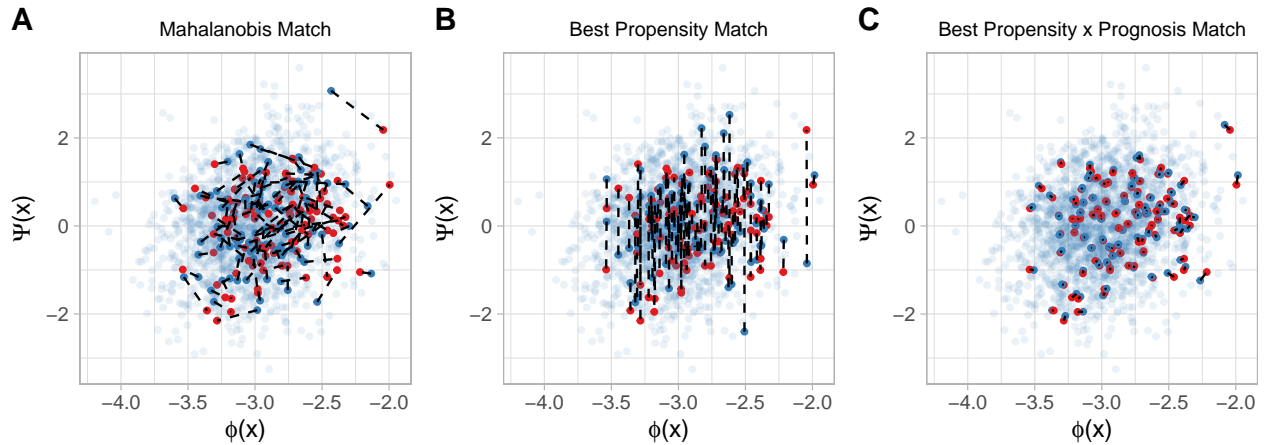 A
Mahalanobis Match
Ψ(x)
2
0
−2
−4.0 −3.5 −3.0 −2.5 −2.0
ϕ(x)
B
Best Propensity Match
Ψ(x)
2
0
−2
−4.0 −3.5 −3.0 −2.5 −2.0
ϕ(x)
C
Best Propensity x Prognosis Match
Ψ(x)
2
0
−2
−4.0 −3.5 −3.0 −2.5 −2.0
ϕ(x)